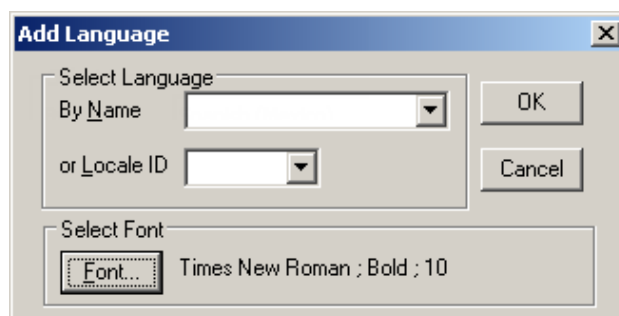 Add Language
Select Language
By Name
OK
or Locale ID
Cancel
Select Font
Font... Times New Roman ; Bold ; 10